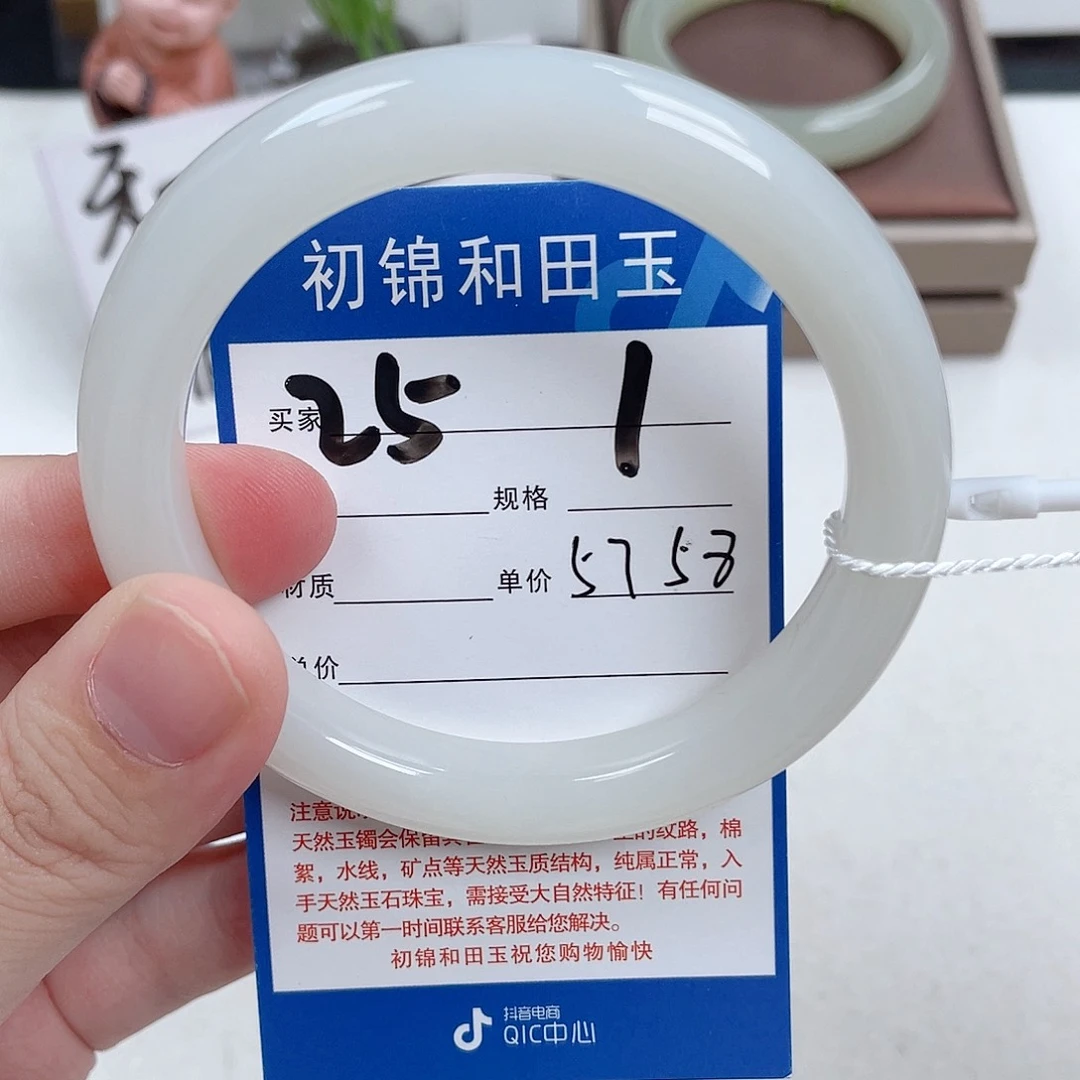 初锦和田玉
买家 25 1
规格
材质 单价 57 58
单价
注意说
天然玉镯会保留其 的纹路，棉
絮，水线，矿点等天然玉质结构，纯属正常，入
手天然玉石珠宝，需接受大自然特征！有任何问
题可以第一时间联系客服给您解决。
初锦和田玉祝您购物愉快
抖音电商
QIC中心